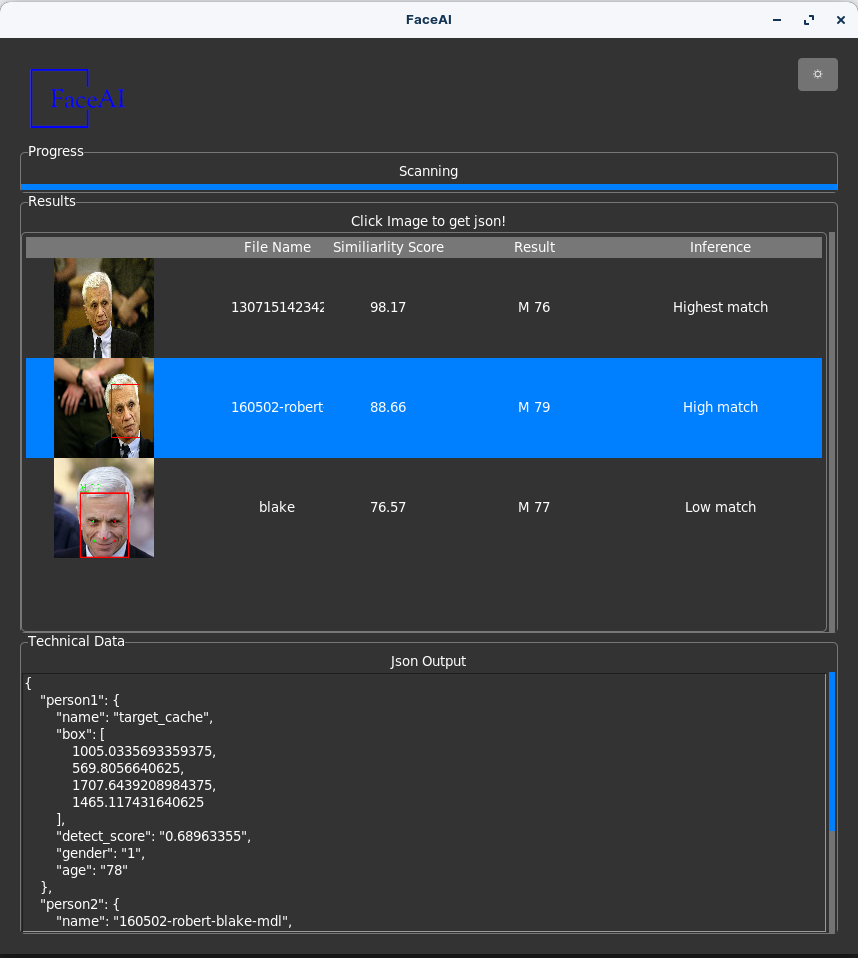 FaceAI
FaceAI
Progress
Scanning
Results
Click Image to get json!
File Name Similiarlity Score Result Inference
130715142342 98.17 M 76 Highest match
160502-robert 88.66 M 79 High match
blake 76.57 M 77 Low match
Technical Data
Json Output
{
"person1": {
"name": "target_cache",
"box": [
1005.0335693359375,
569.8056640625,
1707.6439208984375,
1465.117431640625
],
"detect_score": "0.68963355",
"gender": "1",
"age": "78"
},
"person2": {
"name": "160502-robert-blake-mdl",